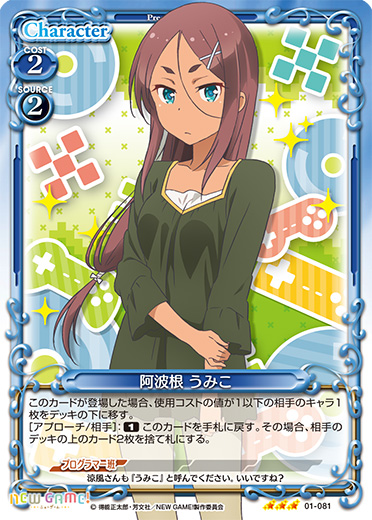 Character
Pre
COST
2
SOURCE
2
阿波根 うみこ
このカードが登場した場合、使用コストの値が1以下の相手のキャラ1
枚をデッキの下に移す。
[アプローチ/相手]：1 このカードを手札に戻す。その場合、相手の
デッキの上のカード2枚を捨て札にする。
プログラマー班
涼風さんも『うみこ』と呼んでください。いいですね?
NEW GAME!
01-081
© 得能正太郎・芳文社/NEW GAME!製作委員会